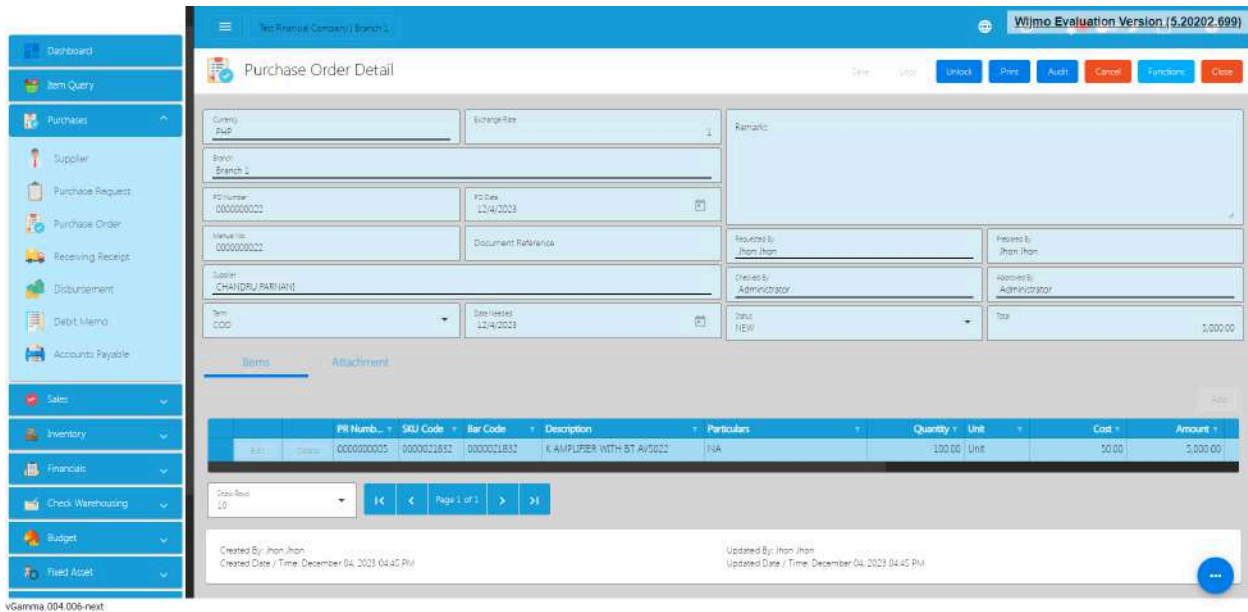 Test Financial Company | Branch 1
Wijmo Evaluation Version (5.20202.699)
Dashboard
Item Query
Purchases
Supplier
Purchase Request
Purchase Order
Receiving Receipt
Disbursement
Debit Memo
Accounts Payable
Sales
Inventory
Financials
Check Warehousing
Budget
Fixed Asset
Purchase Order Detail
Save Lock Unlock Print Audit Cancel Functions Close
Currency
PHP
Exchange Rate
1
Remarks
Branch
Branch 1
PO Number
0000000022
PO Date
12/4/2023
Manual No.
0000000022
Document Reference
Requested By
Jhon Jhon
Prepared By
Jhon Jhon
Supplier
CHANDRU PARNANI
Checked By
Administrator
Approved By
Administrator
Term
COD
Date Needed
12/4/2023
Status
NEW
Total
5,000.00
Items Attachment
Add
PR Numb... SKU Code Bar Code Description Particulars Quantity Unit Cost Amount
Edit Delete 0000000005 0000021832 0000021832 K AMPLIFIER WITH BT AV5022 NA 100.00 Unit 50.00 5,000.00
Show Rows
10
Page 1 of 1
Created By: Jhon Jhon
Created Date / Time: December 04, 2023 04:45 PM
Updated By: Jhon Jhon
Updated Date / Time: December 04, 2023 04:45 PM
vGamma.004.006-next